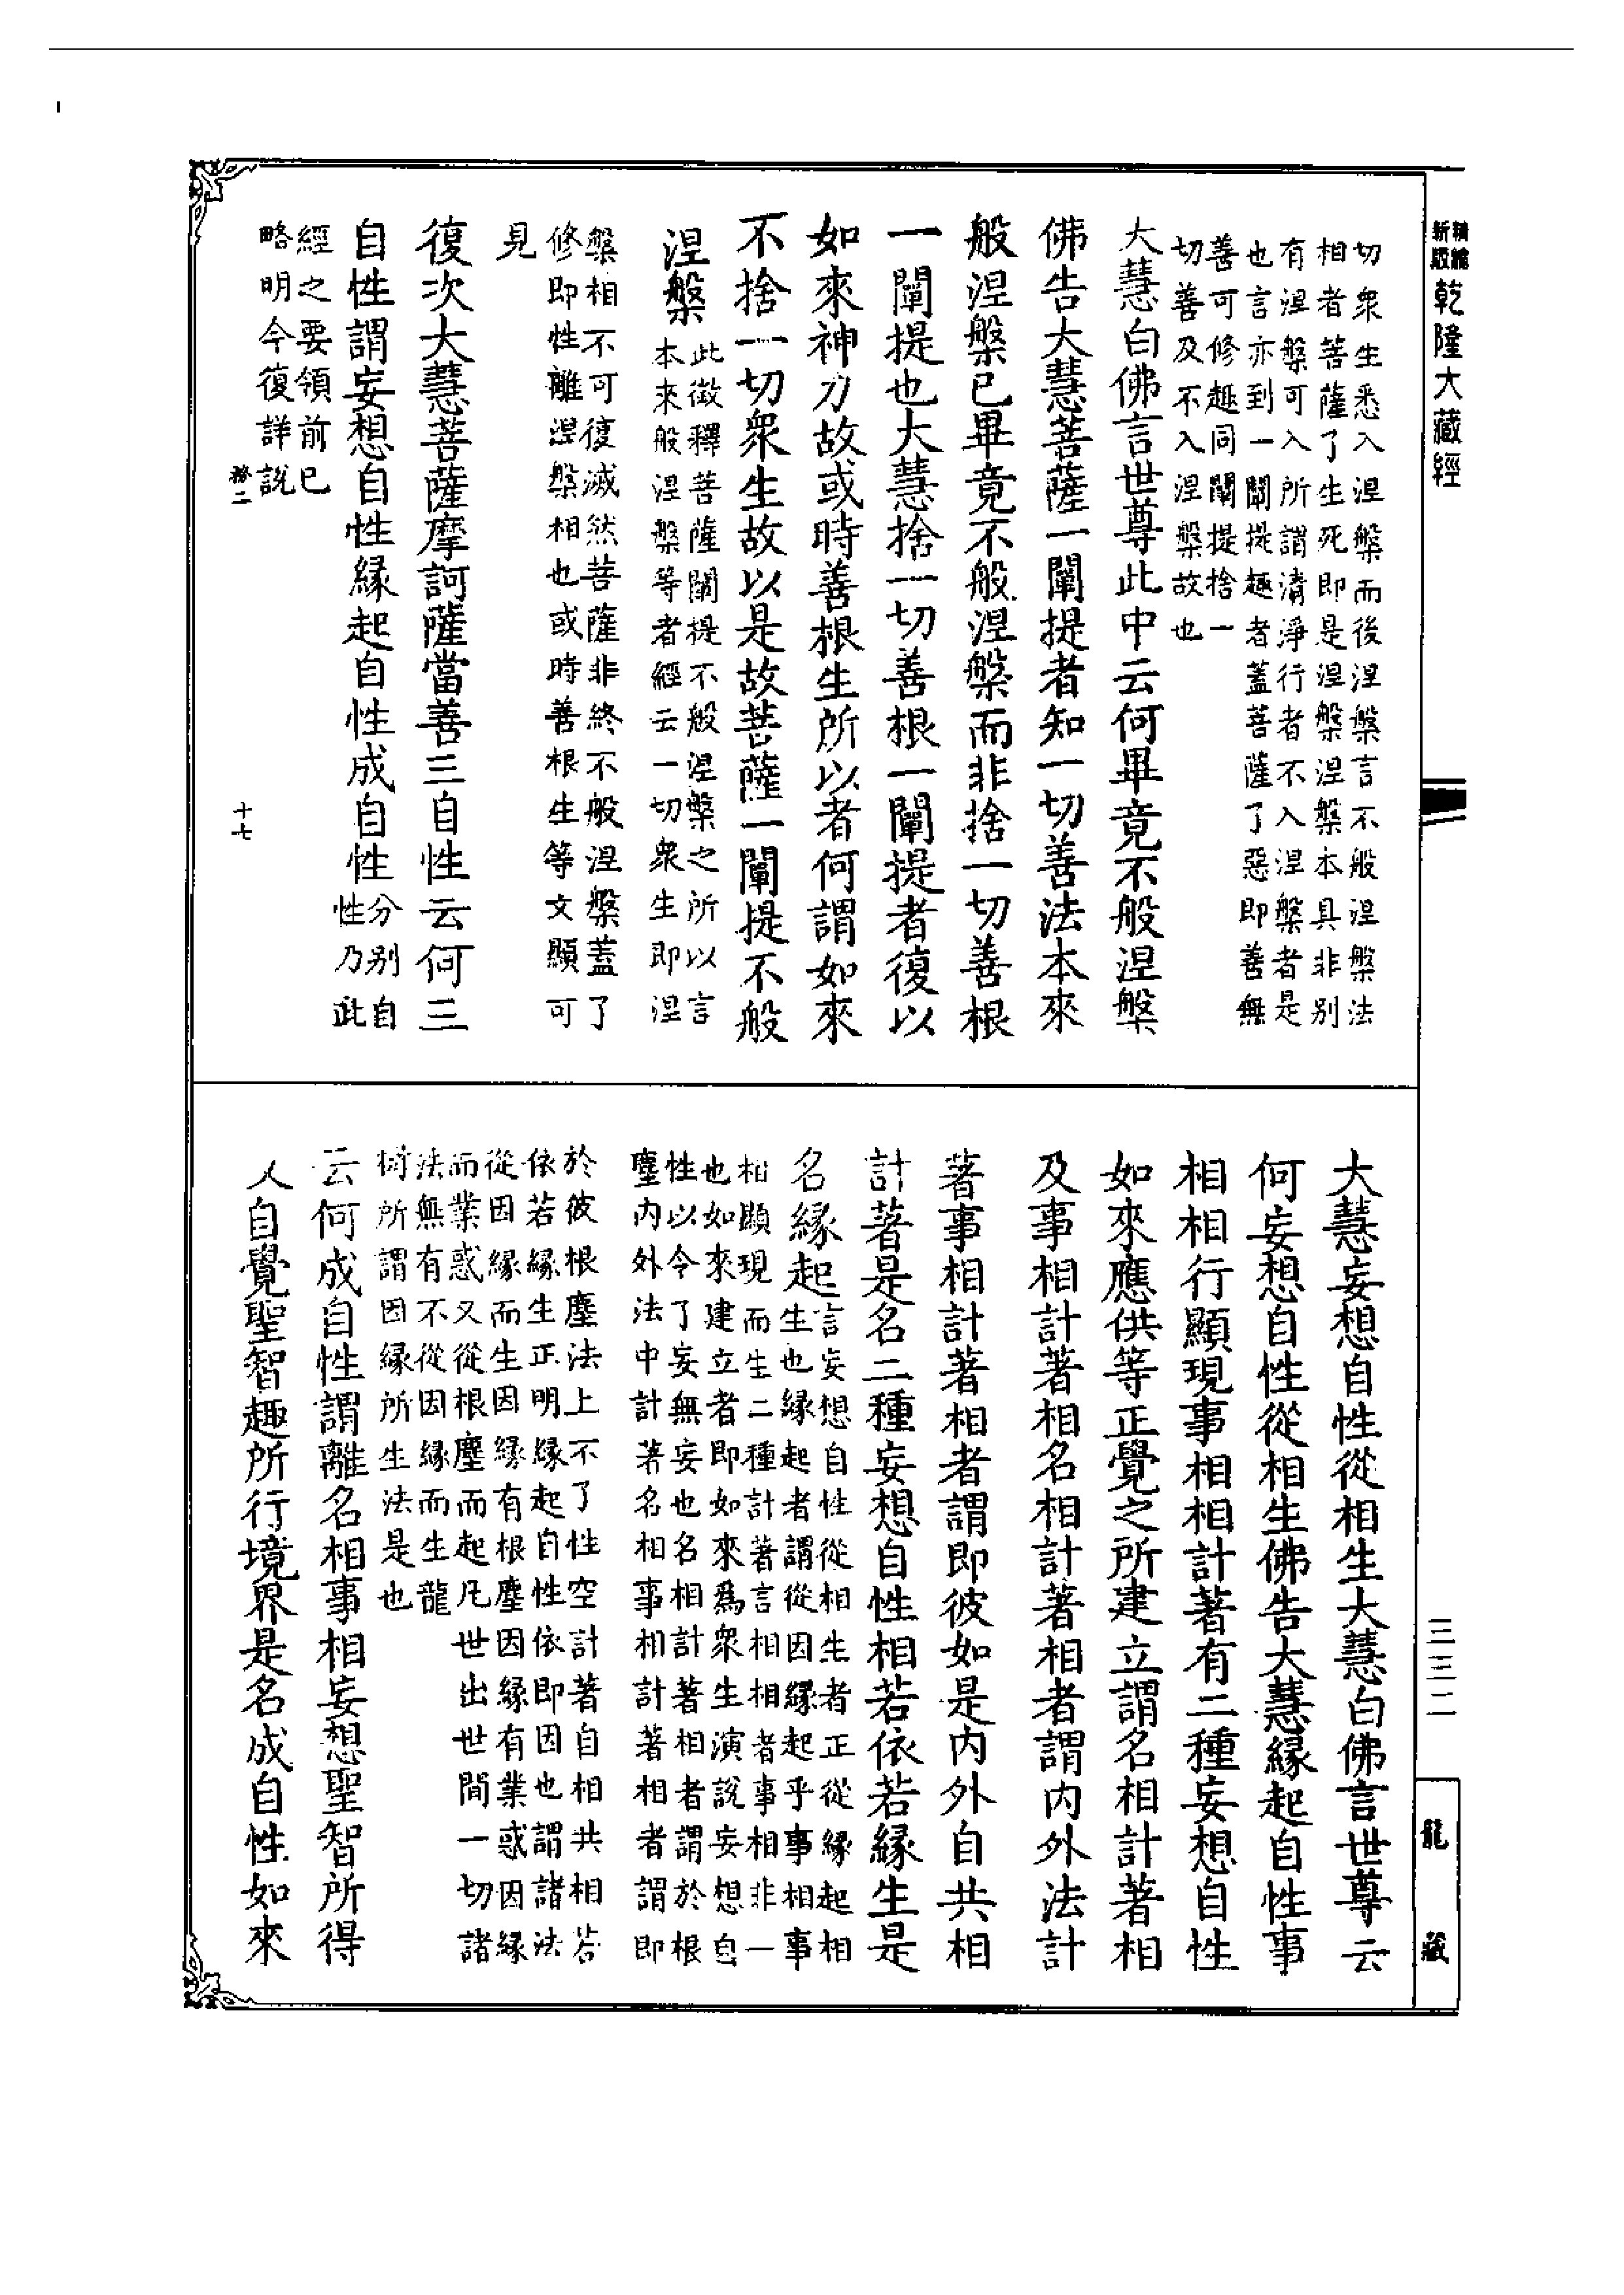 新版精縮乾隆大藏經
切衆生悉入涅槃而後涅槃言不般涅槃法
相者菩薩了生死即是涅槃涅槃本具非别
有涅槃可入所謂清淨行者不入涅槃者是
也言亦到一闡提趣者蓋菩薩了惡即善無
善可修趣同闡提捨一
切善及不入涅槃故也
大慧白佛言世尊此中云何畢竟不般涅槃
佛告大慧菩薩一闡提者知一切善法本來
般涅槃已畢竟不般涅槃而非捨一切善根
一闡提也大慧捨一切善根一闡提者復以
如來神力故或時善根生所以者何謂如來
不捨一切衆生故以是故菩薩一闡提不般
涅槃
此徵釋菩薩闡提不般涅槃之所以言
本來般涅槃等者經云一切衆生即涅
槃相不可復滅然菩薩非終不般涅槃蓋了
修即性離涅槃相也或時善根生等文顯可
見
復次大慧菩薩摩訶薩當善三自性云何三
自性謂妄想自性緣起自性成自性
分别自
性乃此
經之要領前已
略明今復詳說
十七
大慧妄想自性從相生大慧白佛言世尊云
何妄想自性從相生佛告大慧緣起自性事
相相行顯現事相相計著有二種妄想自性
如來應供等正覺之所建立謂名相計著相
及事相計著相名相計著相者謂內外法計
著事相計著相者謂即彼如是內外自共相
計著是名二種妄想自性相若依若緣生是
名緣起
言妄想自性從相生者正從緣起相
生也緣起者謂從因緣起乎事相事
相顯現而生二種計著言相相者事相非一
也如來建立者即如來爲衆生演說妄想自
性以令了妄無妄也名相計著相者謂於根
塵內外法中計著名相事相計著相者謂即
於彼根塵法上不了性空計著自相共相若
依若緣生正明緣起自性依即因也謂諸法
從因緣而生因緣有根塵因緣有業惑因緣
而業惑又從根塵而起凡世出世間一切諸
法無有不從因緣而生龍
樹所謂因緣所生法是也
云何成自性謂離名相事相妄想聖智所得
人自覺聖智趣所行境界是名成自性如來
三三二
龍藏